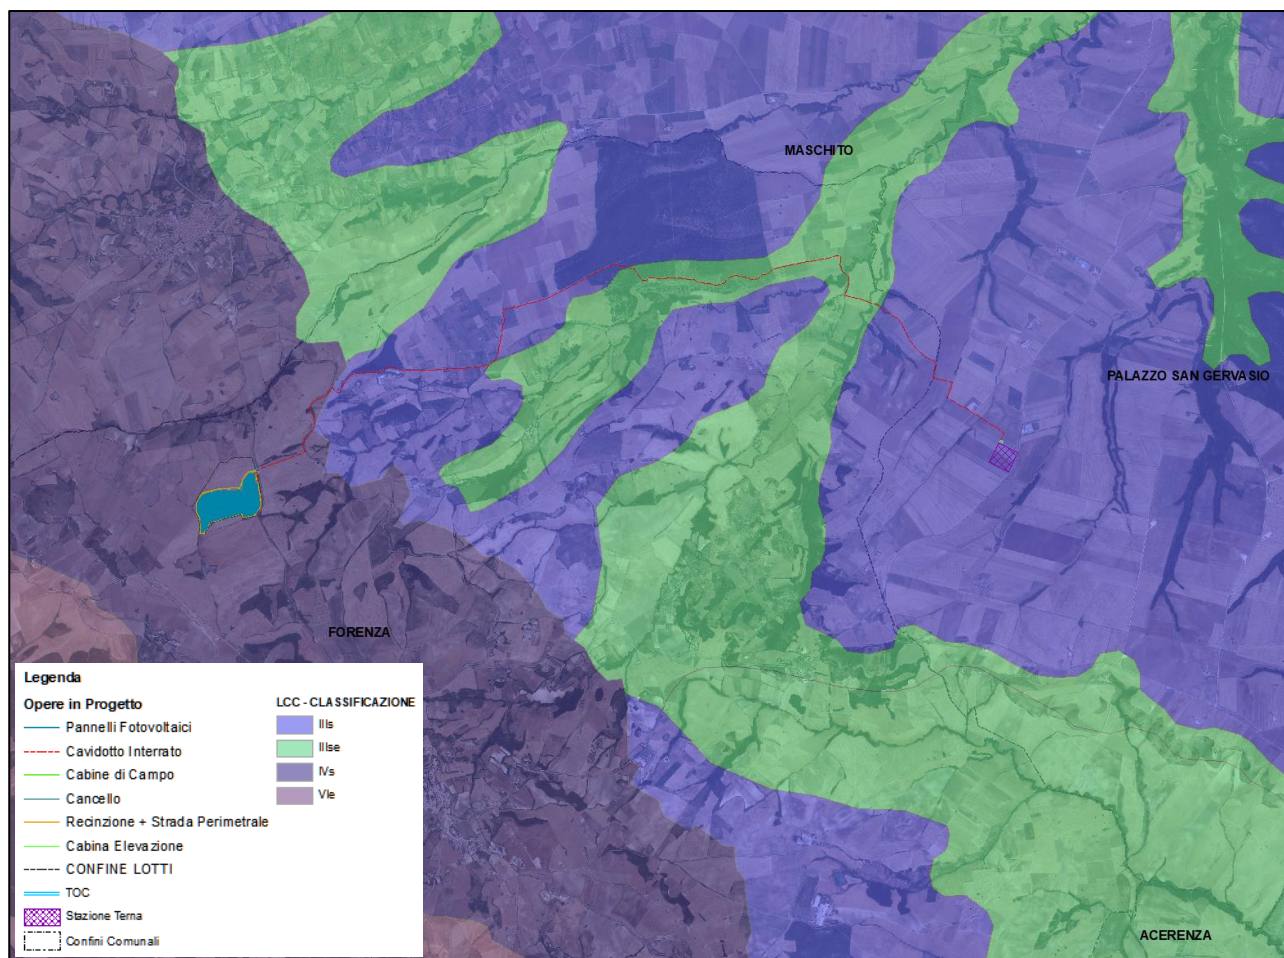 MASCHITO
PALAZZO SAN GERVASIO
FORENZA
ACERENZA
Legenda
Opere in Progetto
Pannelli Fotovoltaici
Cavidotto Interrato
Cabine di Campo
Cancello
Recinzione + Strada Perimetrale
Cabina Elevazione
CONFINE LOTTI
TOC
Stazione Terna
Confini Comunali
LCC - CLASSIFICAZIONE
IIIs
IIIse
IVs
VIe